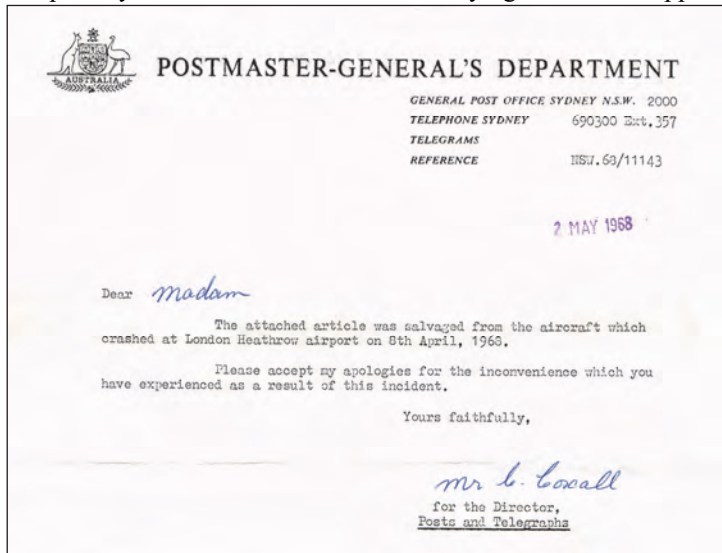 AUSTRALIA
POSTMASTER-GENERAL'S DEPARTMENT
GENERAL POST OFFICE SYDNEY N.S.W. 2000
TELEPHONE SYDNEY 690300 Ext.357
TELEGRAMS
REFERENCE NSW.68/11143
2 MAY 1968
Dear Madam
The attached article was salvaged from the aircraft which
crashed at London Heathrow airport on 8th April, 1968.
Please accept my apologies for the inconvenience which you
have experienced as a result of this incident.
Yours faithfully,
Mr C. Coxall
for the Director,
Posts and Telegraphs